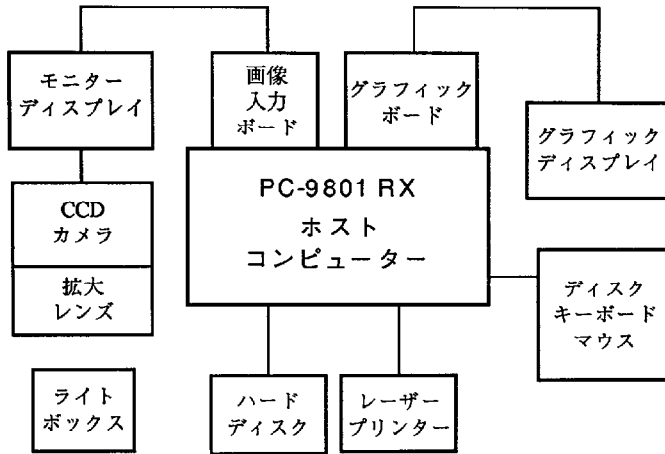 モニター
ディスプレイ
画像
入力
ボード
グラフィック
ボード
グラフィック
ディスプレイ
PC-9801 RX
ホスト
コンピューター
CCD
カメラ
拡大
レンズ
ディスク
キーボード
マウス
ライト
ボックス
ハード
ディスク
レーザー
プリンター